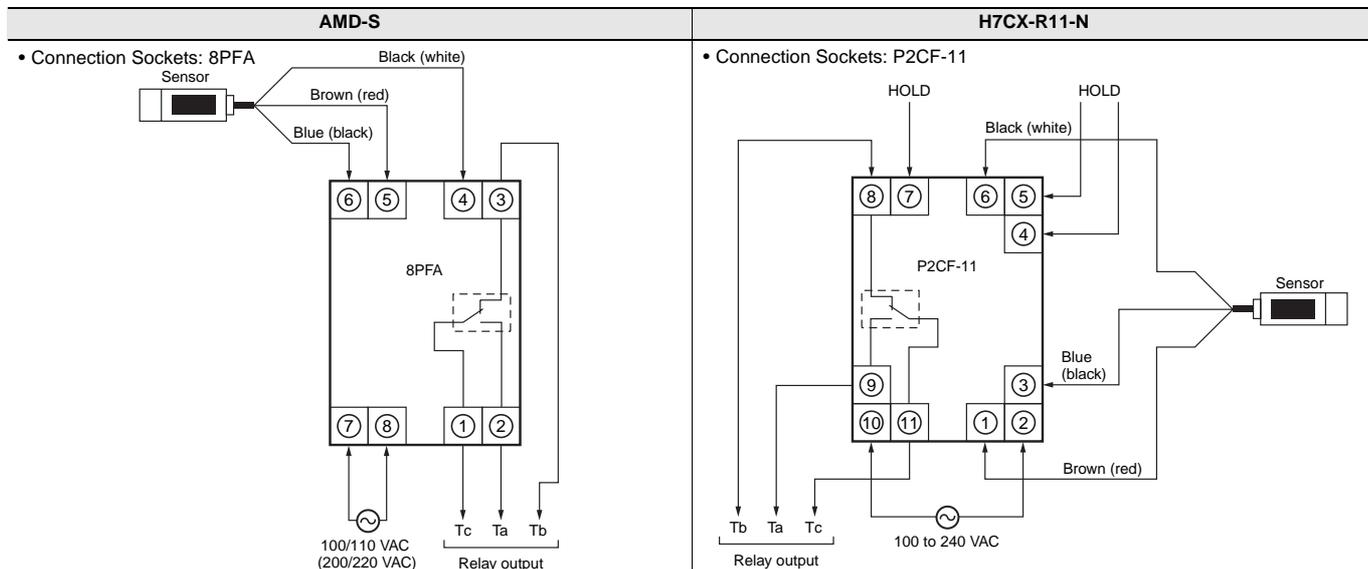 AMD-S
• Connection Sockets: 8PFA
Sensor
Black (white)
Brown (red)
Blue (black)
⑥ ⑤ ④ ③
8PFA
⑦ ⑧ ① ②
Tc Ta Tb
100/110 VAC
(200/220 VAC)
Relay output
H7CX-R11-N
• Connection Sockets: P2CF-11
HOLD HOLD
Black (white)
⑧ ⑦ ⑥ ⑤
④
P2CF-11
Sensor
Blue
(black)
⑨ ③
⑩ ⑪ ① ②
Brown (red)
Tb Ta Tc
100 to 240 VAC
Relay output